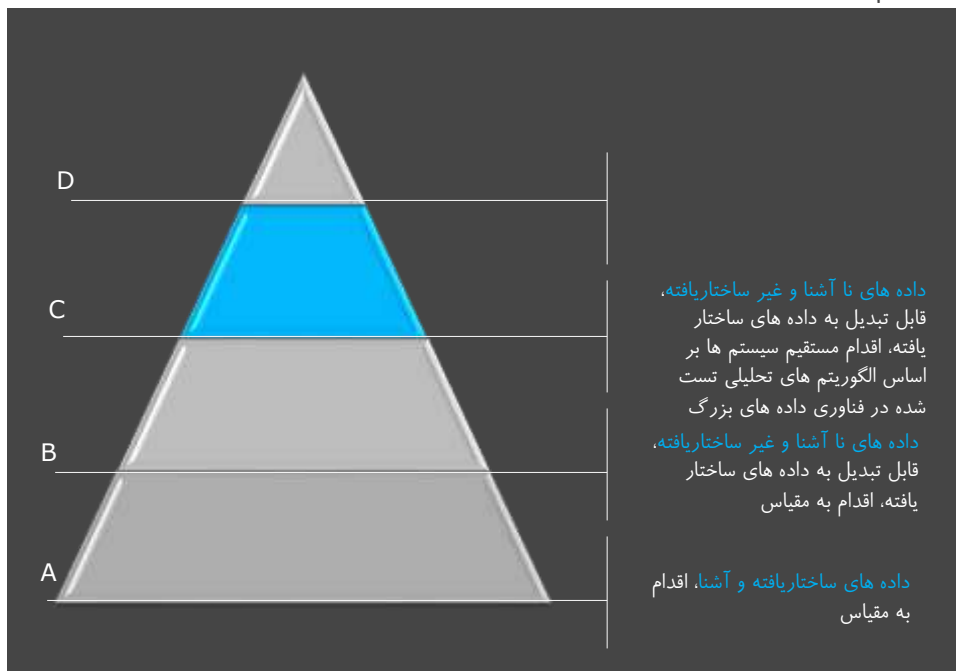 D
C
داده های نا آشنا و غیر ساختاریافته،
قابل تبدیل به داده های ساختار
یافته، اقدام مستقیم سیستم ها بر
اساس الگوریتم های تحلیلی تست
شده در فناوری داده های بزرگ
B
داده های نا آشنا و غیر ساختاریافته،
قابل تبدیل به داده های ساختار
یافته، اقدام به مقیاس
A
داده های ساختاریافته و آشنا، اقدام
به مقیاس